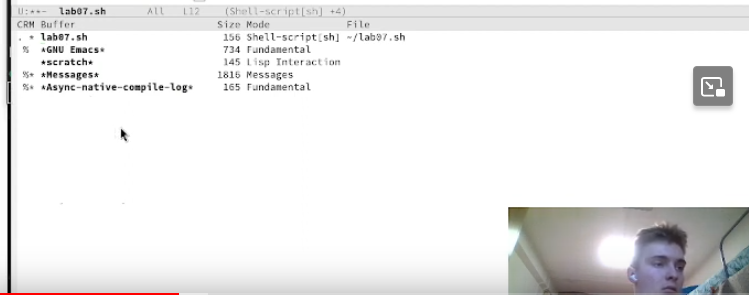 U:**-  lab07.sh      All   L12    (Shell-script[sh] +4)
CRM Buffer                Size Mode             File
. * lab07.sh               156 Shell-script[sh] ~/lab07.sh
 %  *GNU Emacs*            734 Fundamental
    *scratch*              145 Lisp Interaction
 %* *Messages*            1816 Messages
 %* *Async-native-compile-log*     165 Fundamental